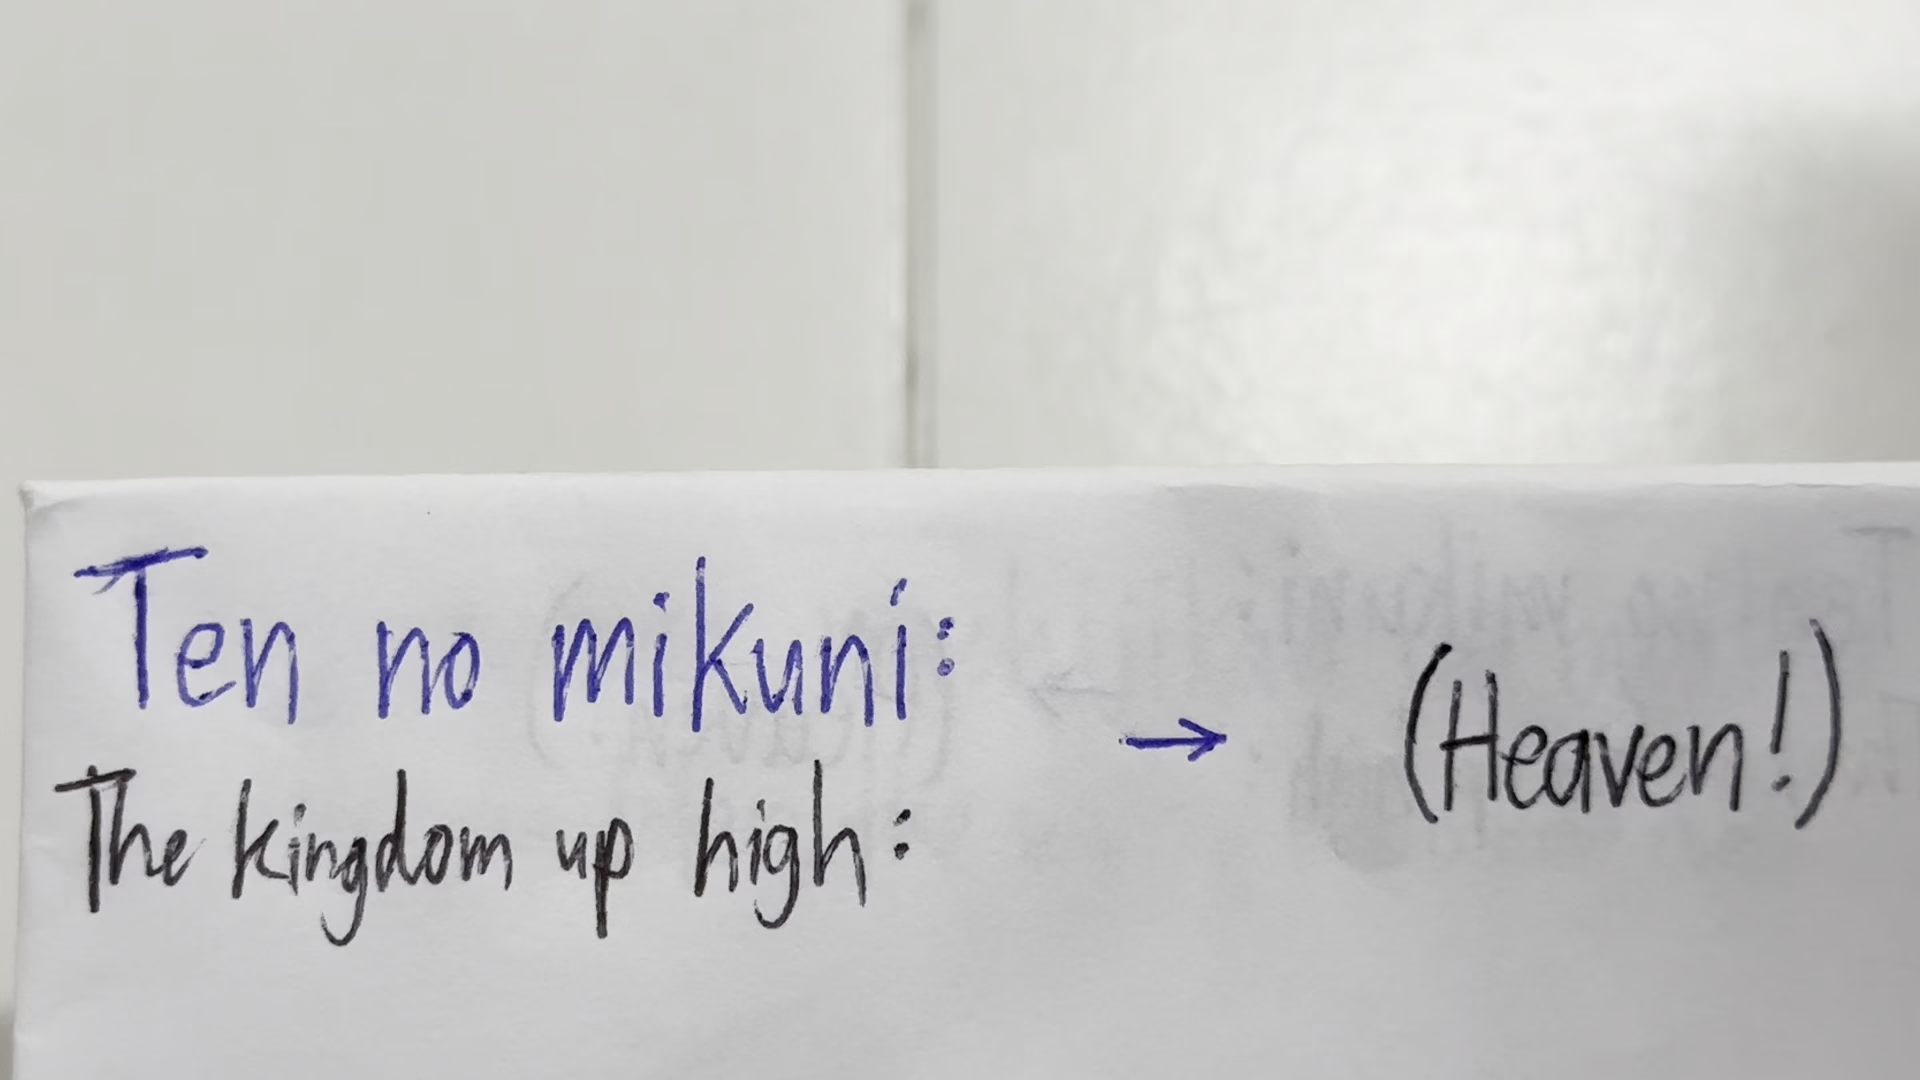 Ten no mikuni:
The kingdom up high:
→ (Heaven!)